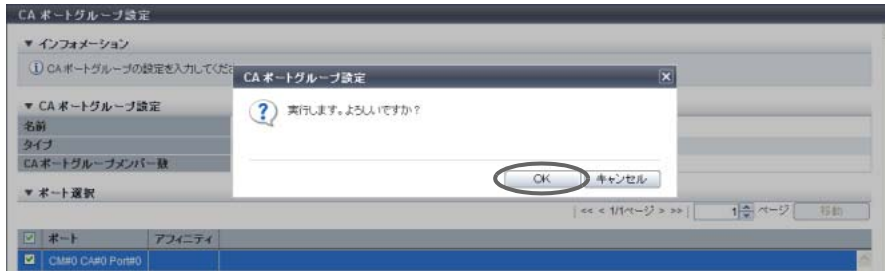 CA ポートグループ設定
▼ インフォメーション
CAポートグループの設定を入力してくだ
CA ポートグループ設定
実行します。よろしいですか？
OK キャンセル
▼ CA ポートグループ設定
名前
タイプ
CAポートグループメンバー数
▼ ポート選択
| << < 1/1ページ > >> | 1 ページ 移動
ポート アフィニティ
CM#0 CA#0 Port#0